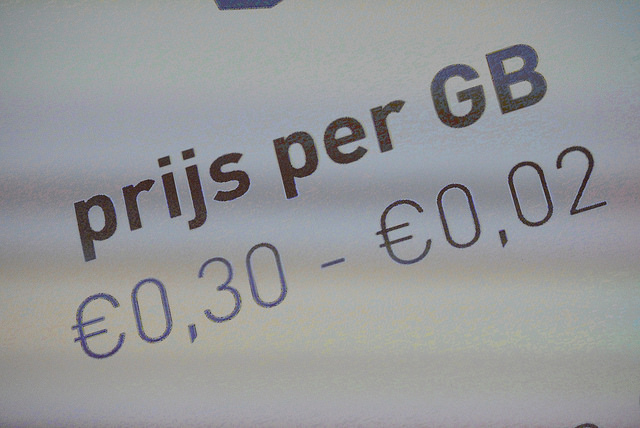 prijs per GB
€0,30 - €0,02